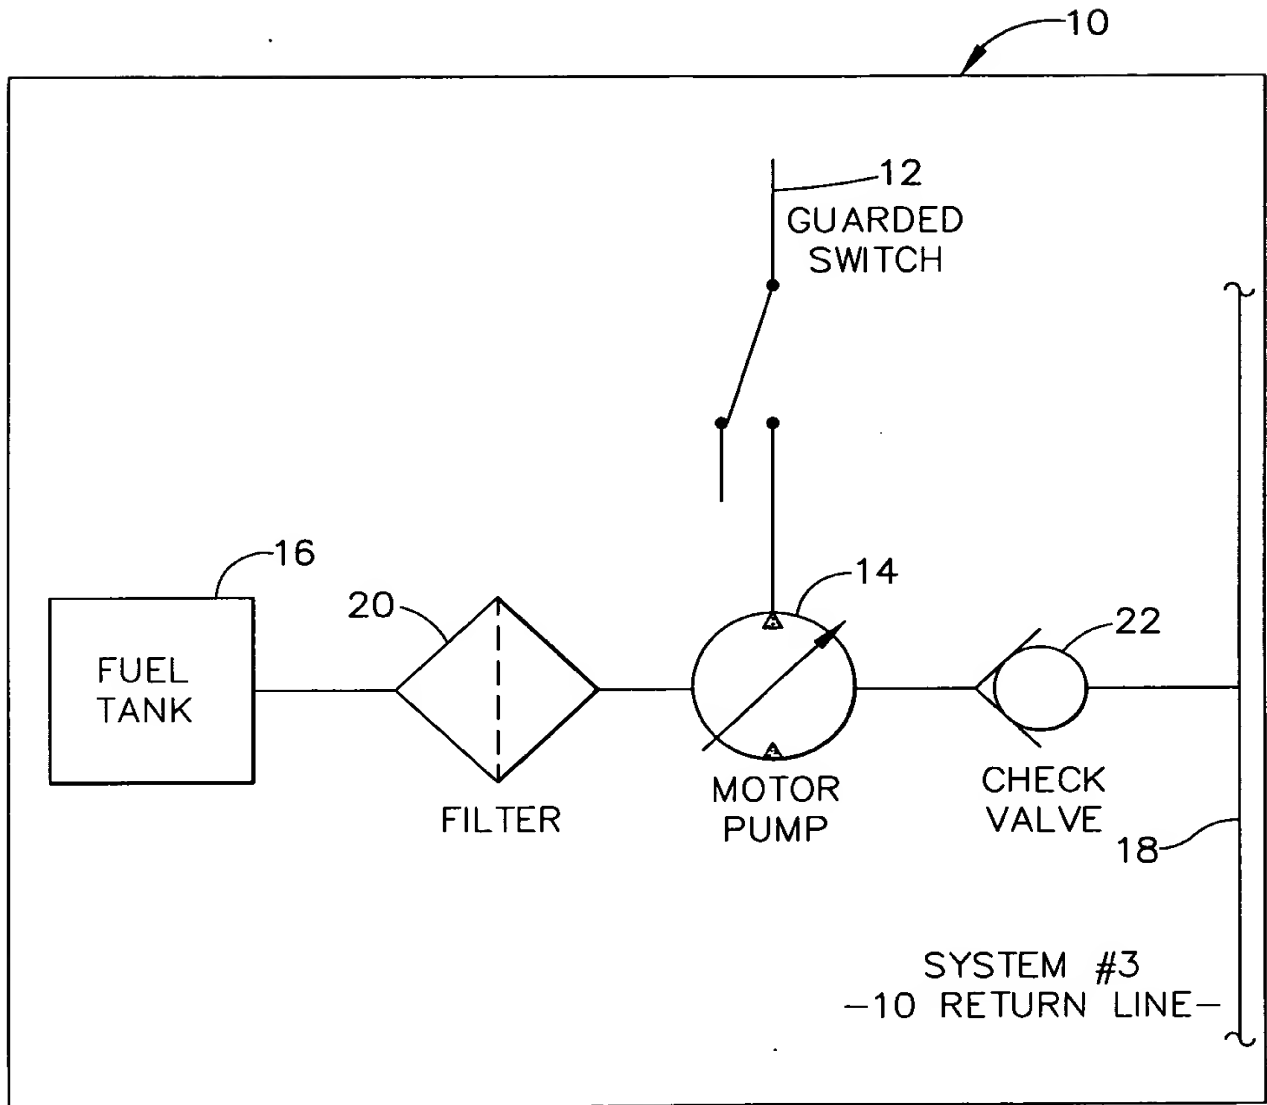 10
12
GUARDED
SWITCH
16
FUEL
TANK
20
FILTER
14
MOTOR
PUMP
22
CHECK
VALVE
18
SYSTEM #3
-10 RETURN LINE-